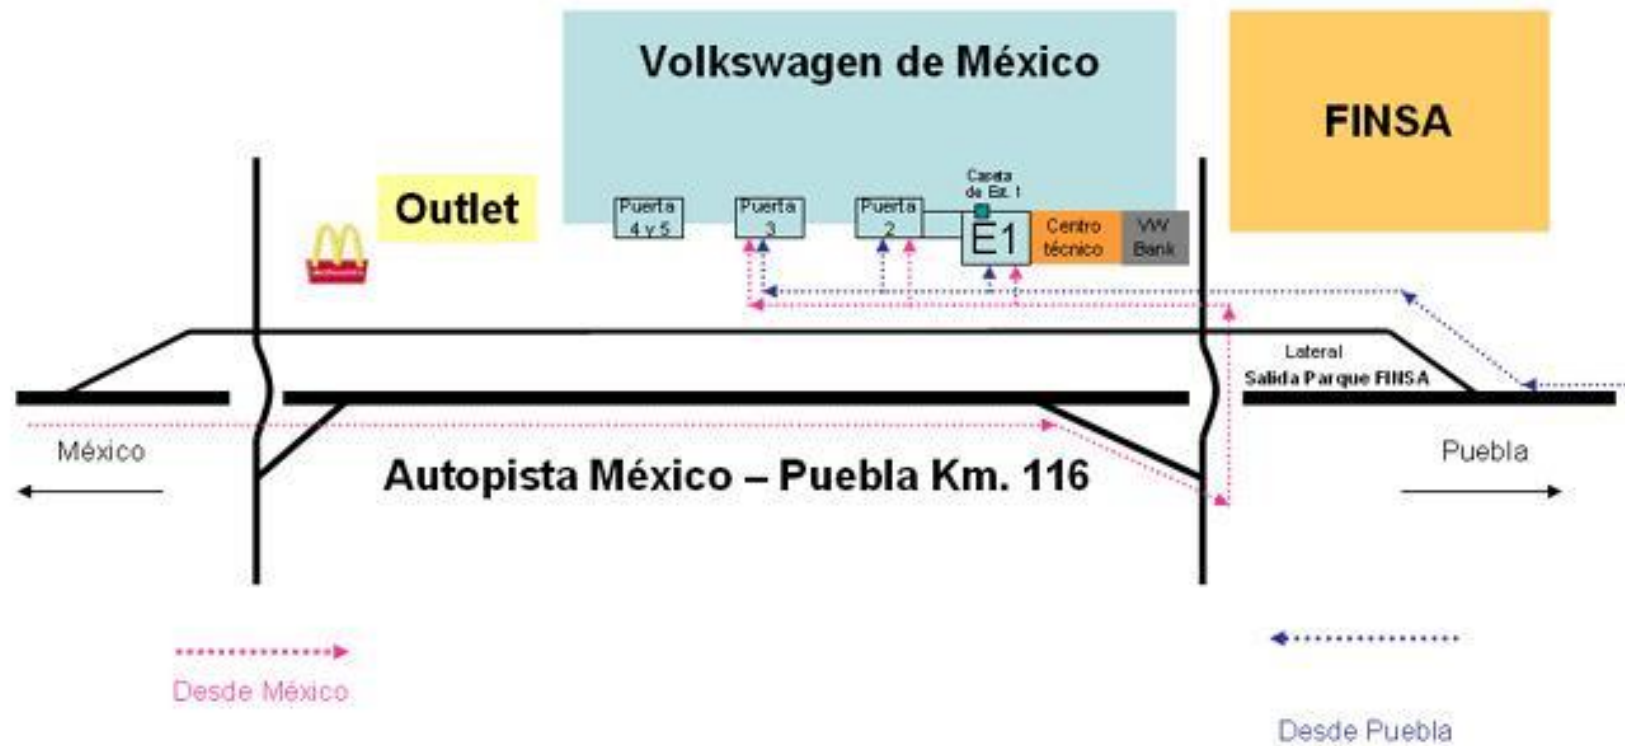 Volkswagen de México
FINSA
Outlet
Puerta
4 y 5
Puerta
3
Puerta
2
Caseta
de Est. 1
E1
Centro
técnico
VW
Bank
Lateral
Salida Parque FINSA
México
Puebla
Autopista México – Puebla Km. 116
Desde México
Desde Puebla